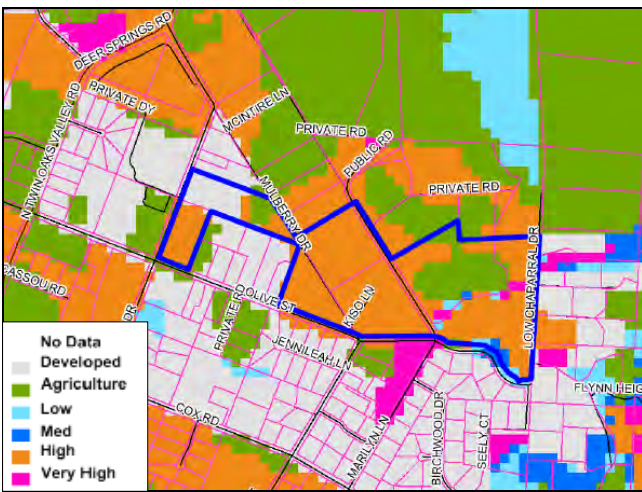 DEER SPRINGS RD
PRIVATE DY
MCINTIRE LN
N TWIN OAKS VALLEY RD
PRIVATE RD
PUBLIC RD
PRIVATE RD
MULBERRY DR
LOW CHAPARRAL DR
GASSOU RD
DR
OLIVE ST
PRIVATE
KISO LN
JENNILEAH LN
FLYNN HEIG
COX RD
MARILYN LN
BIRCHWOOD DR
SEELY CT
No Data
Developed
Agriculture
Low
Med
High
Very High